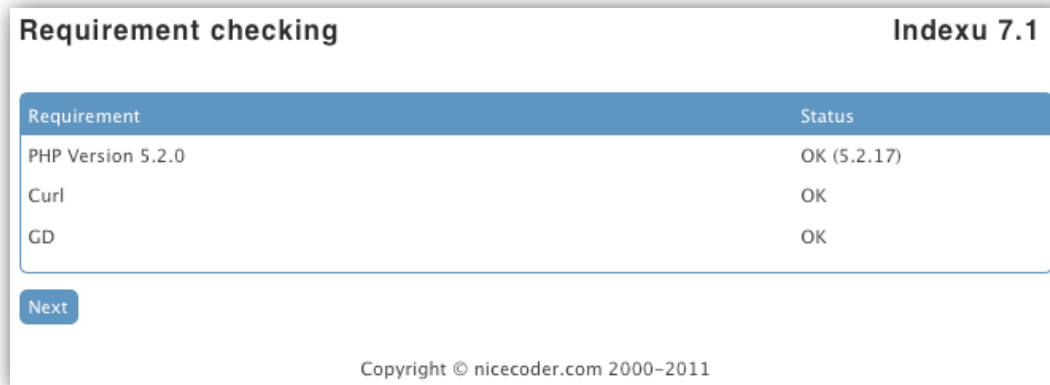 Requirement checking Indexu 7.1
Requirement Status
PHP Version 5.2.0 OK (5.2.17)
Curl OK
GD OK
Next
Copyright © nicecoder.com 2000-2011